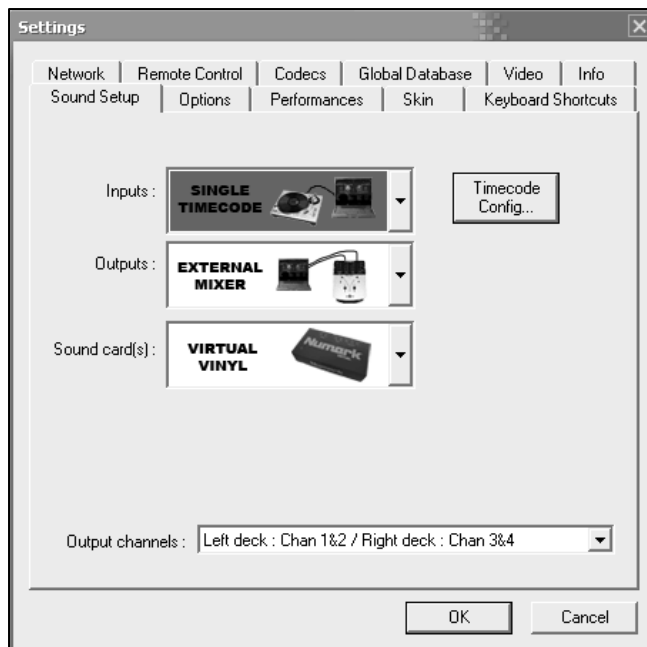 Settings
Network Remote Control Codecs Global Database Video Info
Sound Setup Options Performances Skin Keyboard Shortcuts
Inputs :
SINGLE
TIMECODE
Timecode
Config...
Outputs :
EXTERNAL
MIXER
Sound card(s) :
VIRTUAL
VINYL
Numark
Output channels :
Left deck : Chan 1&2 / Right deck : Chan 3&4
OK
Cancel